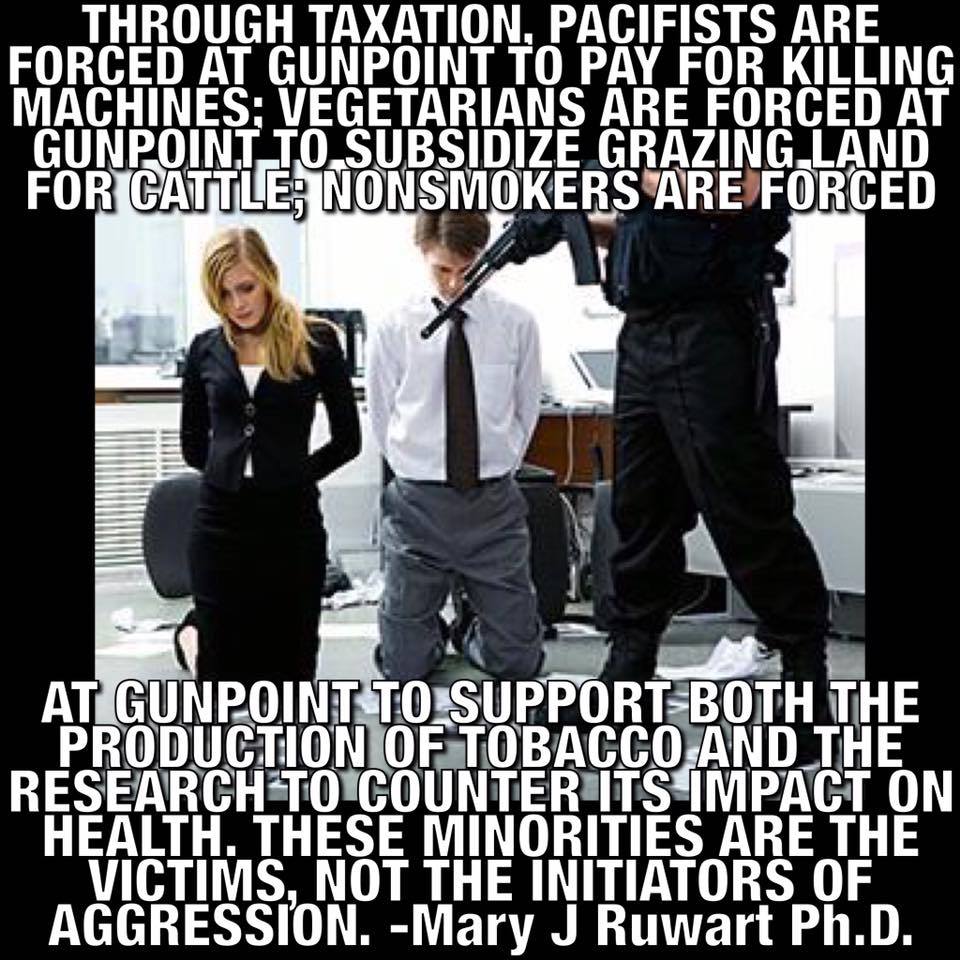 THROUGH TAXATION, PACIFISTS ARE
FORCED AT GUNPOINT TO PAY FOR KILLING
MACHINES; VEGETARIANS ARE FORCED AT
GUNPOINT TO SUBSIDIZE GRAZING LAND
FOR CATTLE; NONSMOKERS ARE FORCED
AT GUNPOINT TO SUPPORT BOTH THE
PRODUCTION OF TOBACCO AND THE
RESEARCH TO COUNTER ITS IMPACT ON
HEALTH. THESE MINORITIES ARE THE
VICTIMS, NOT THE INITIATORS OF
AGGRESSION. -Mary J Ruwart Ph.D.